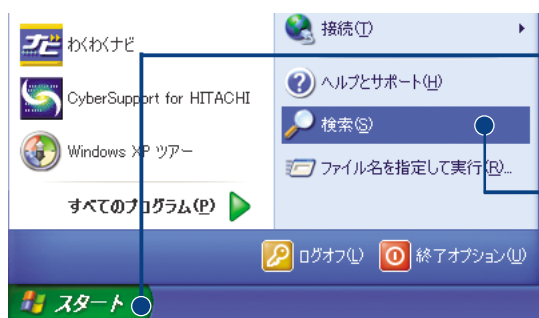 わくわくナビ
CyberSupport for HITACHI
Windows XP ツアー
すべてのプログラム(P)
接続(T)
ヘルプとサポート(H)
検索(S)
ファイル名を指定して実行(R)...
ログオフ(L)
終了オプション(U)
スタート